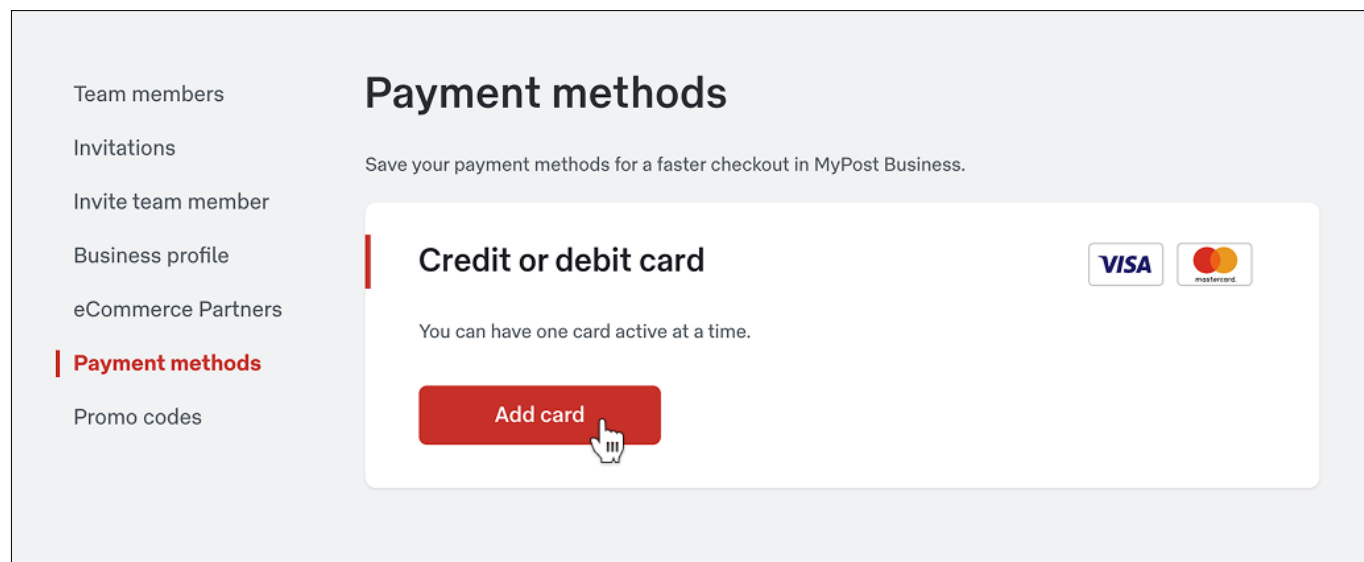 Team members
Invitations
Invite team member
Business profile
eCommerce Partners
Payment methods
Promo codes
Payment methods
Save your payment methods for a faster checkout in MyPost Business.
Credit or debit card
VISA
mastercard.
You can have one card active at a time.
Add card